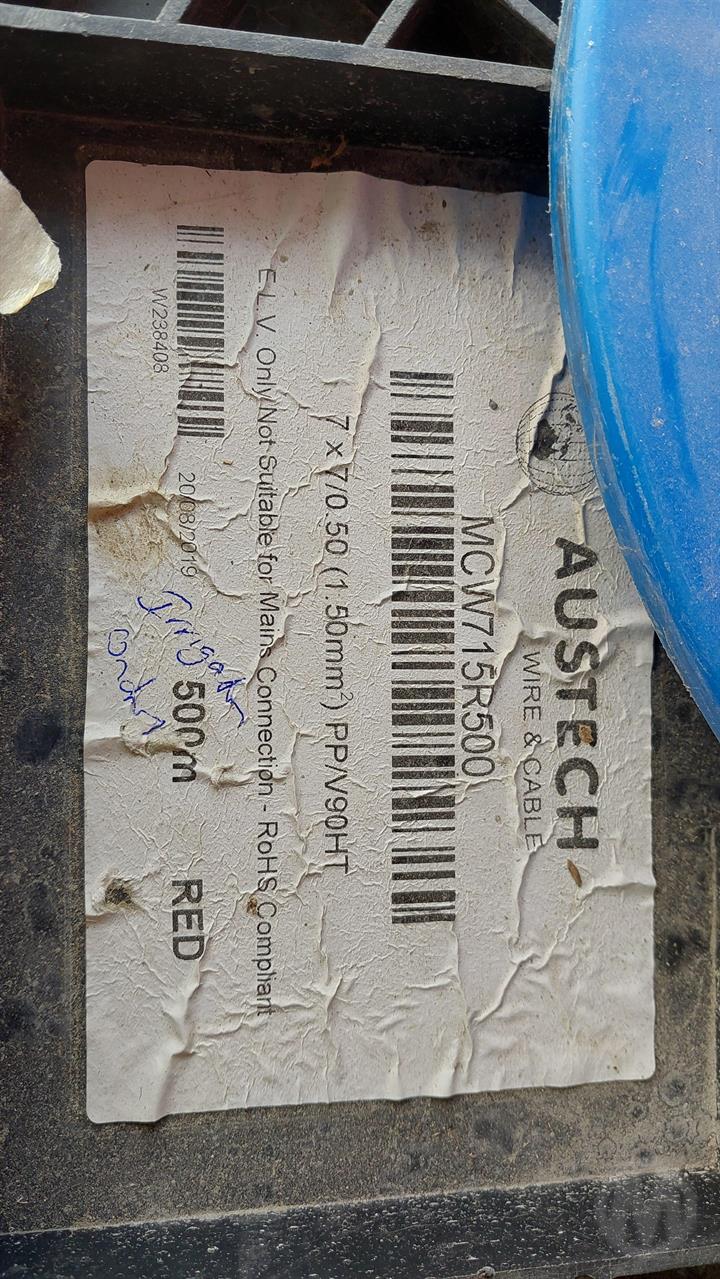 AUSTECH
WIRE & CABLE
MCW715R500
7 x 7/0.50 (1.50mm²) PP/V90HT
E.L.V. Only Not Suitable for Mains Connection - RoHS Compliant
W238408
20/08/2019
500m
RED